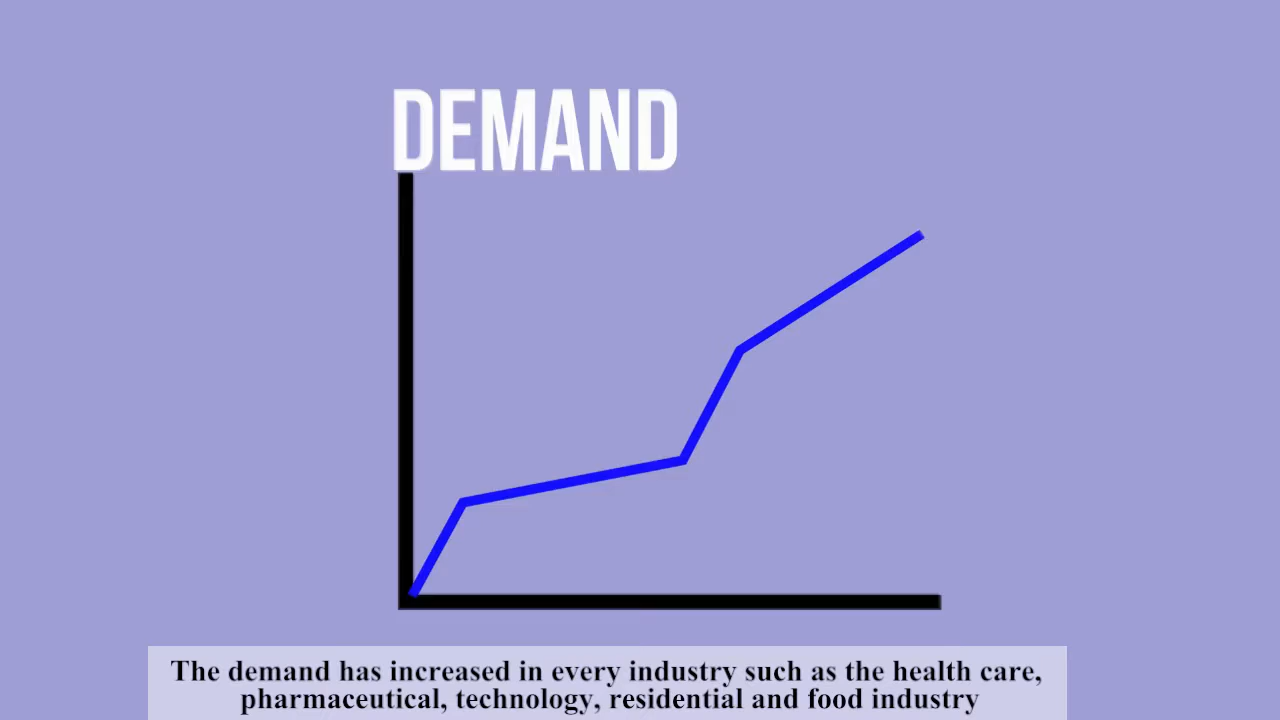 DEMAND
The demand has increased in every industry such as the health care,
pharmaceutical, technology, residential and food industry